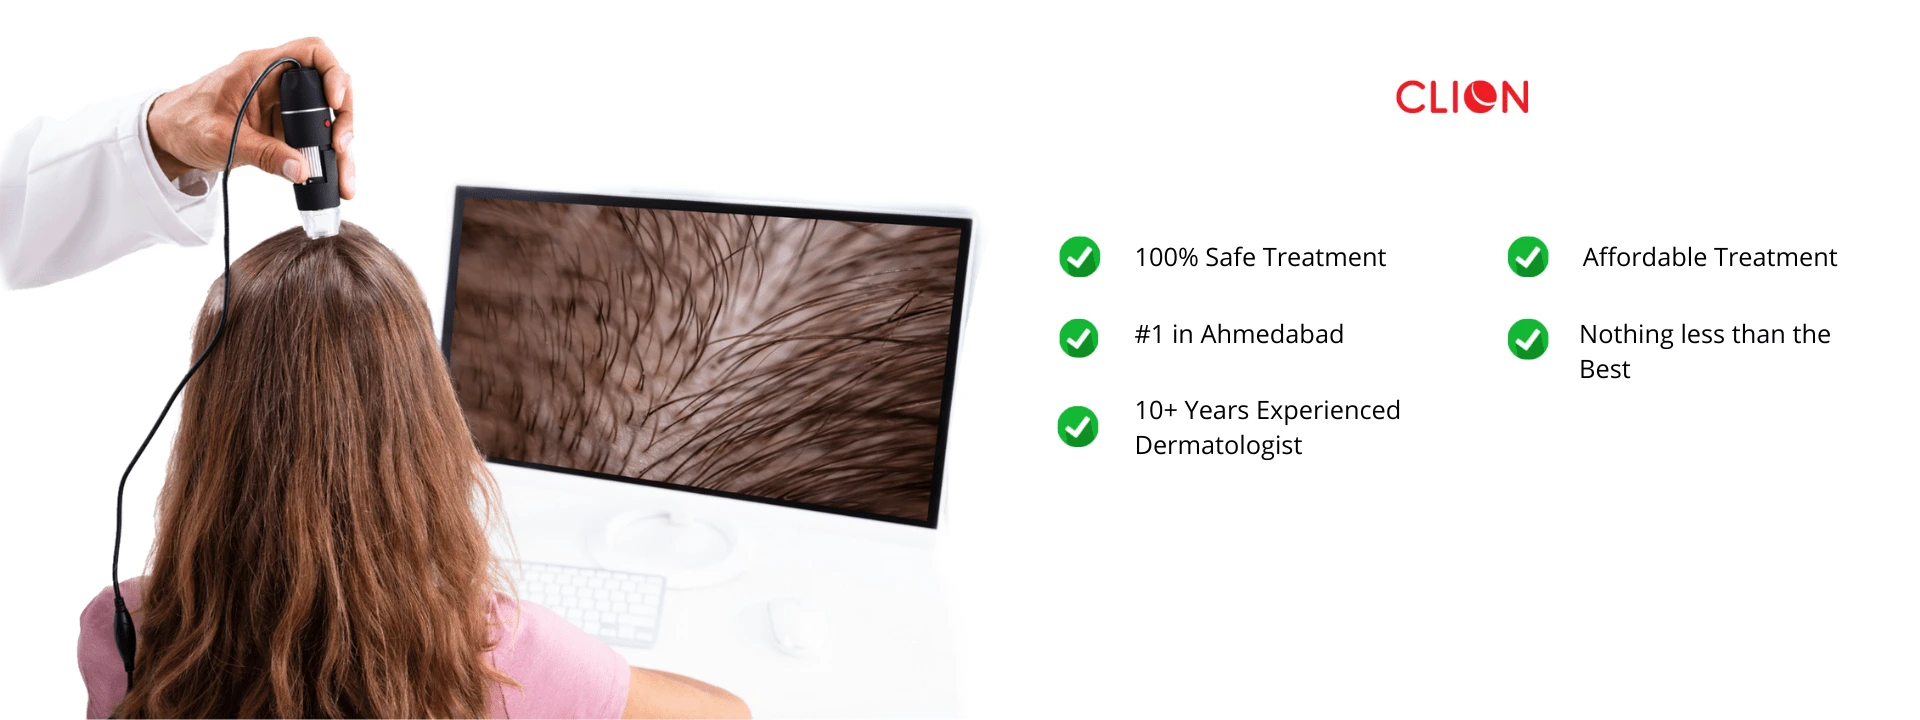 CLION
100% Safe Treatment
#1 in Ahmedabad
10+ Years Experienced
Dermatologist
Affordable Treatment
Nothing less than the
Best